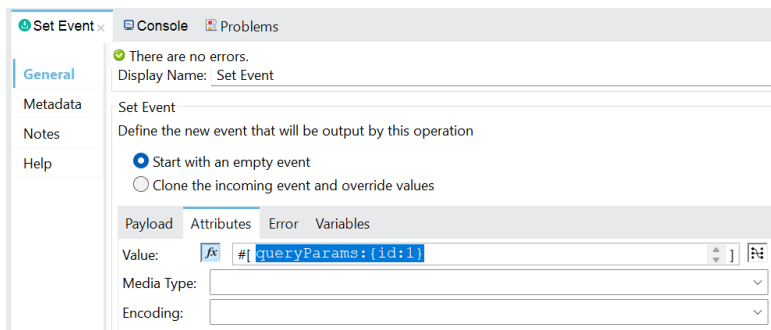 Set Event Console Problems
There are no errors.
General
Display Name: Set Event
Metadata
Set Event
Notes
Define the new event that will be output by this operation
Help
Start with an empty event
Clone the incoming event and override values
Payload Attributes Error Variables
Value: fx #[ queryParams:{id:1} ]
Media Type:
Encoding: